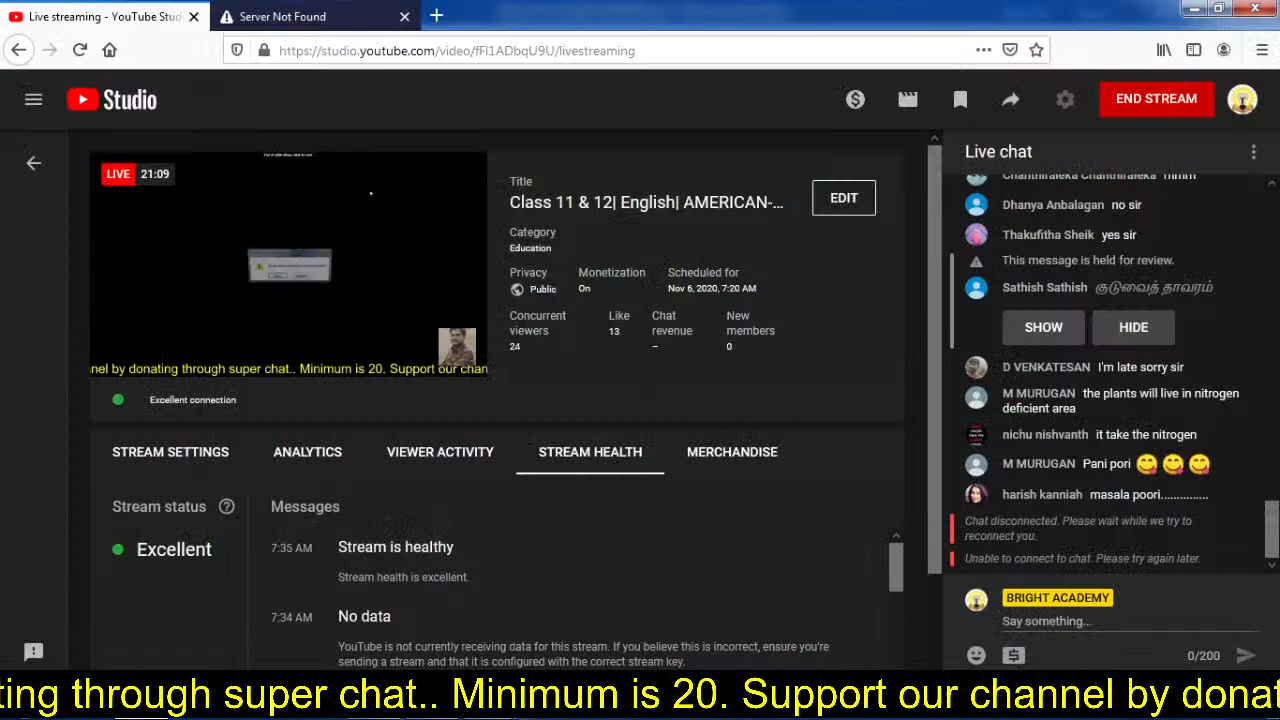 Live streaming - YouTube Stud
Server Not Found
https://studio.youtube.com/video/fFl1ADbqU9U/livestreaming
Studio
END STREAM
LIVE 21:09
nel by donating through super chat.. Minimum is 20. Support our chan
Excellent connection
Title
Class 11 & 12| English| AMERICAN-...
EDIT
Category
Education
Privacy
Public
Monetization
On
Scheduled for
Nov 6, 2020, 7:20 AM
Concurrent viewers
24
Like
13
Chat revenue
–
New members
0
STREAM SETTINGS
ANALYTICS
VIEWER ACTIVITY
STREAM HEALTH
MERCHANDISE
Stream status
Excellent
Messages
7:35 AM Stream is healthy
Stream health is excellent.
7:34 AM No data
YouTube is not currently receiving data for this stream. If you believe this is incorrect, ensure you're
sending a stream and that it is configured with the correct stream key.
Live chat
Chanthiraleka Chanthiraleka mmm
Dhanya Anbalagan no sir
Thakufitha Sheik yes sir
This message is held for review.
Sathish Sathish குடுவைத் தாவரம்
SHOW
HIDE
D VENKATESAN I'm late sorry sir
M MURUGAN the plants will live in nitrogen
deficient area
nichu nishvanth it take the nitrogen
M MURUGAN Pani pori 😋 😋 😋
harish kanniah masala poori...............
Chat disconnected. Please wait while we try to
reconnect you.
Unable to connect to chat. Please try again later.
BRIGHT ACADEMY
Say something...
0/200
ting through super chat.. Minimum is 20. Support our channel by donat